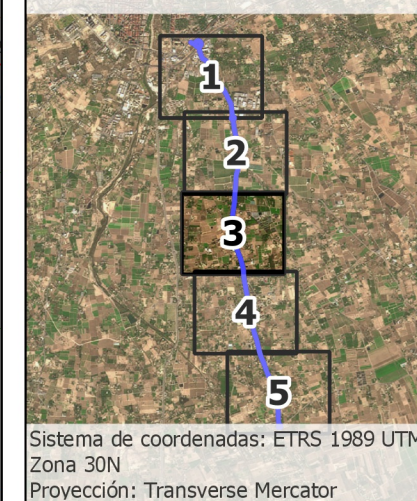 1
2
3
4
5
Sistema de coordenadas: ETRS 1989 UTM
Zona 30N
Proyección: Transverse Mercator